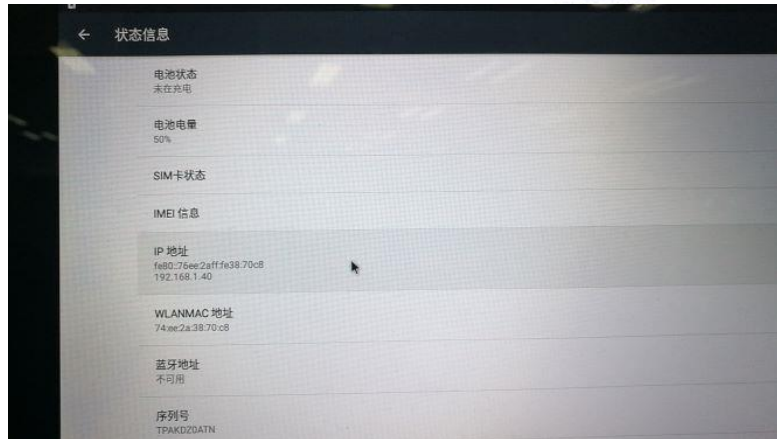 状态信息
电池状态
未在充电
电池电量
50%
SIM卡状态
IMEI 信息
IP 地址
fe80::76ee:2aff:fe38:70c8
192.168.1.40
WLANMAC 地址
74:ee:2a:38:70:c8
蓝牙地址
不可用
序列号
TPAKDZ0ATN